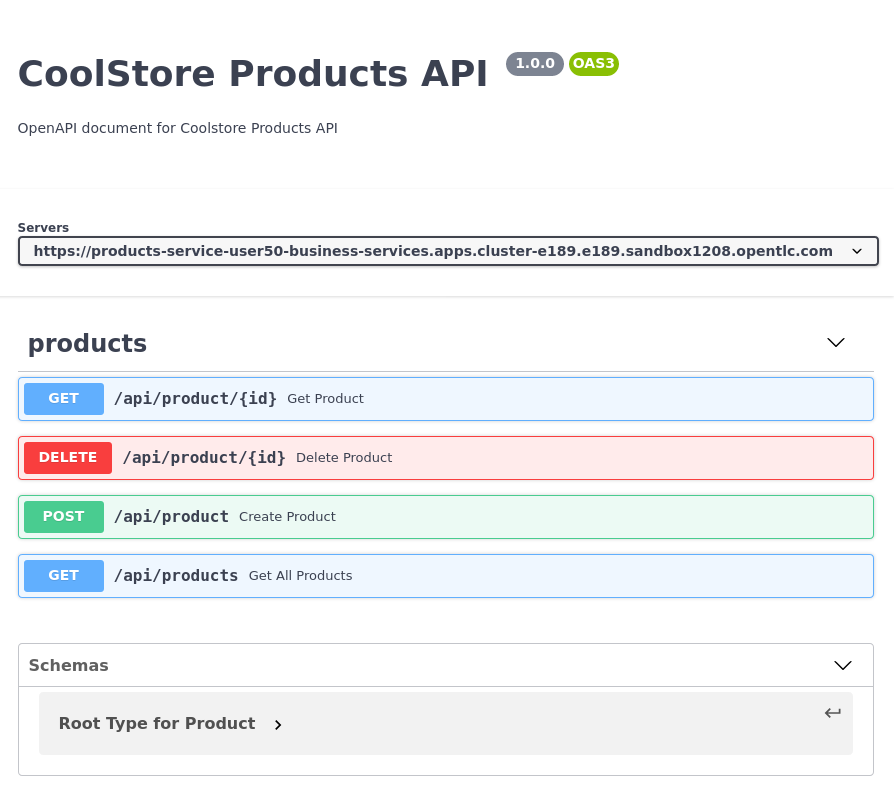 CoolStore Products API 1.0.0 OAS3
OpenAPI document for Coolstore Products API
Servers
https://products-service-user50-business-services.apps.cluster-e189.e189.sandbox1208.opentlc.com
products
GET /api/product/{id} Get Product
DELETE /api/product/{id} Delete Product
POST /api/product Create Product
GET /api/products Get All Products
Schemas
Root Type for Product